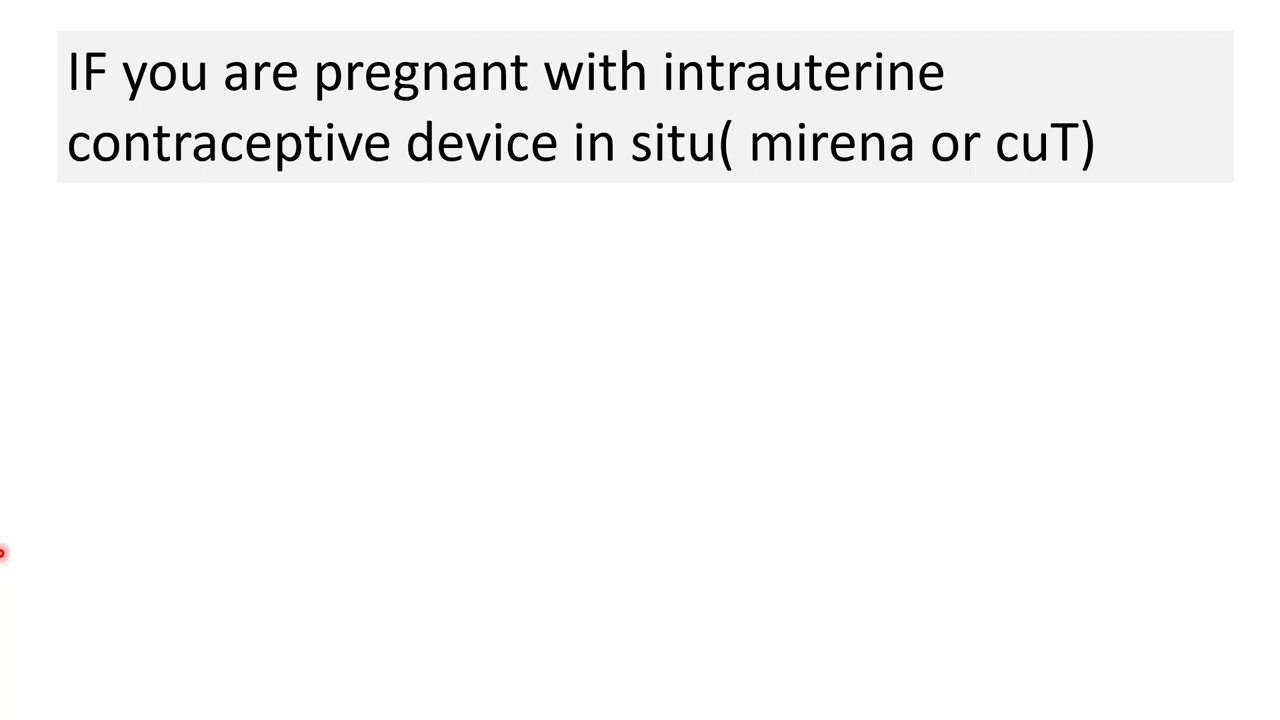 IF you are pregnant with intrauterine
contraceptive device in situ( mirena or cuT)